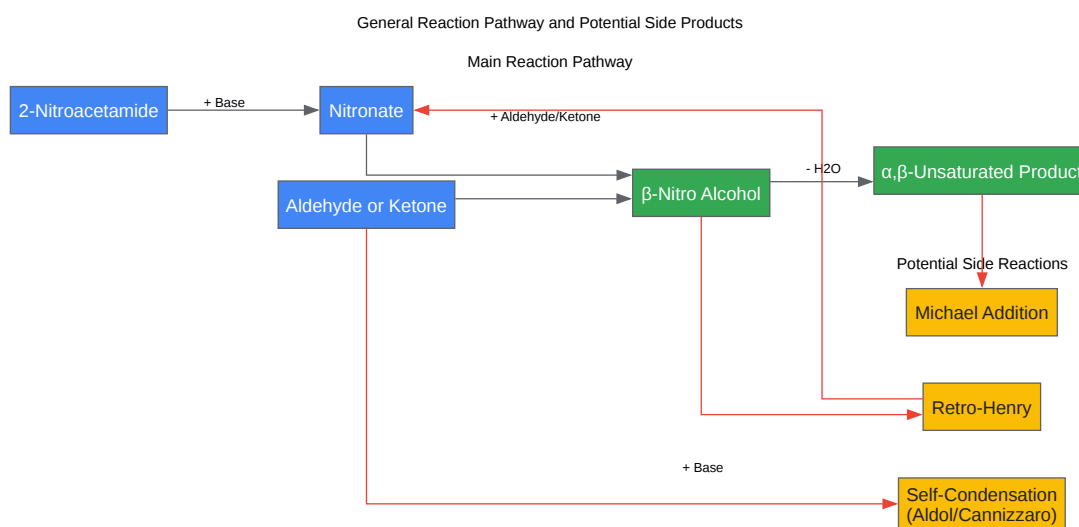 General Reaction Pathway and Potential Side Products
Main Reaction Pathway
2-Nitroacetamide
+ Base
Nitronate
+ Aldehyde/Ketone
Aldehyde or Ketone
β-Nitro Alcohol
- H2O
α,β-Unsaturated Product
Potential Side Reactions
Michael Addition
Retro-Henry
+ Base
Self-Condensation
(Aldol/Cannizzaro)